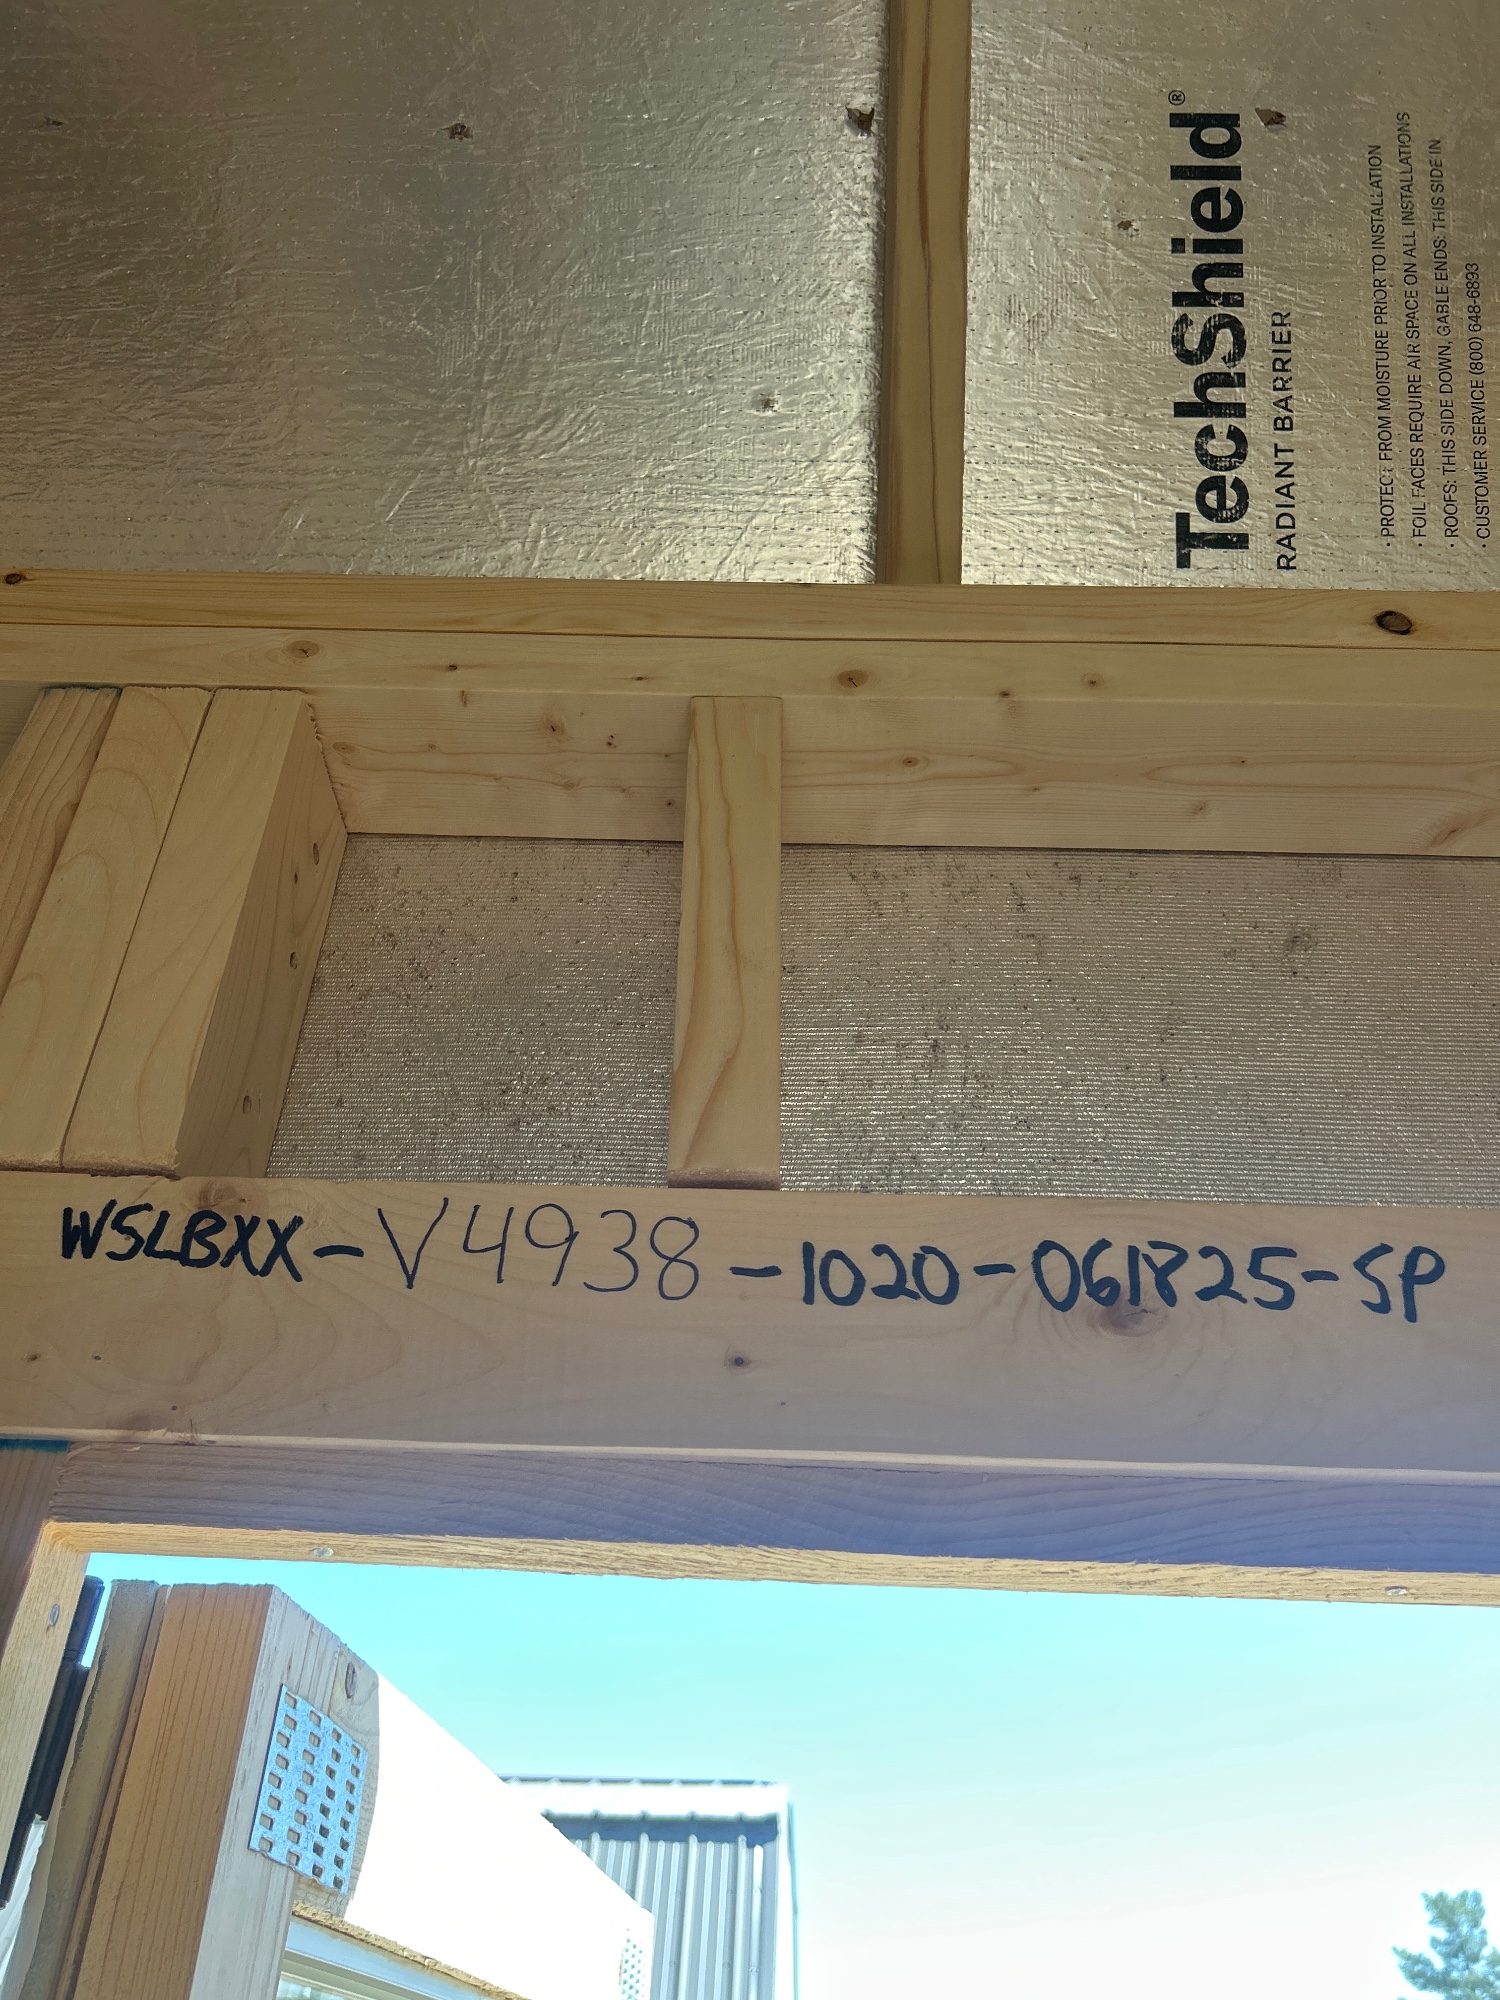 TechShield®
RADIANT BARRIER
· PROTECT FROM MOISTURE PRIOR TO INSTALLATION
· FOIL FACES REQUIRE AIR SPACE ON ALL INSTALLATIONS
· ROOFS: THIS SIDE DOWN, GABLE ENDS: THIS SIDE IN
· CUSTOMER SERVICE (800) 648-6893
WSLBXX-V4938-1020-061825-SP